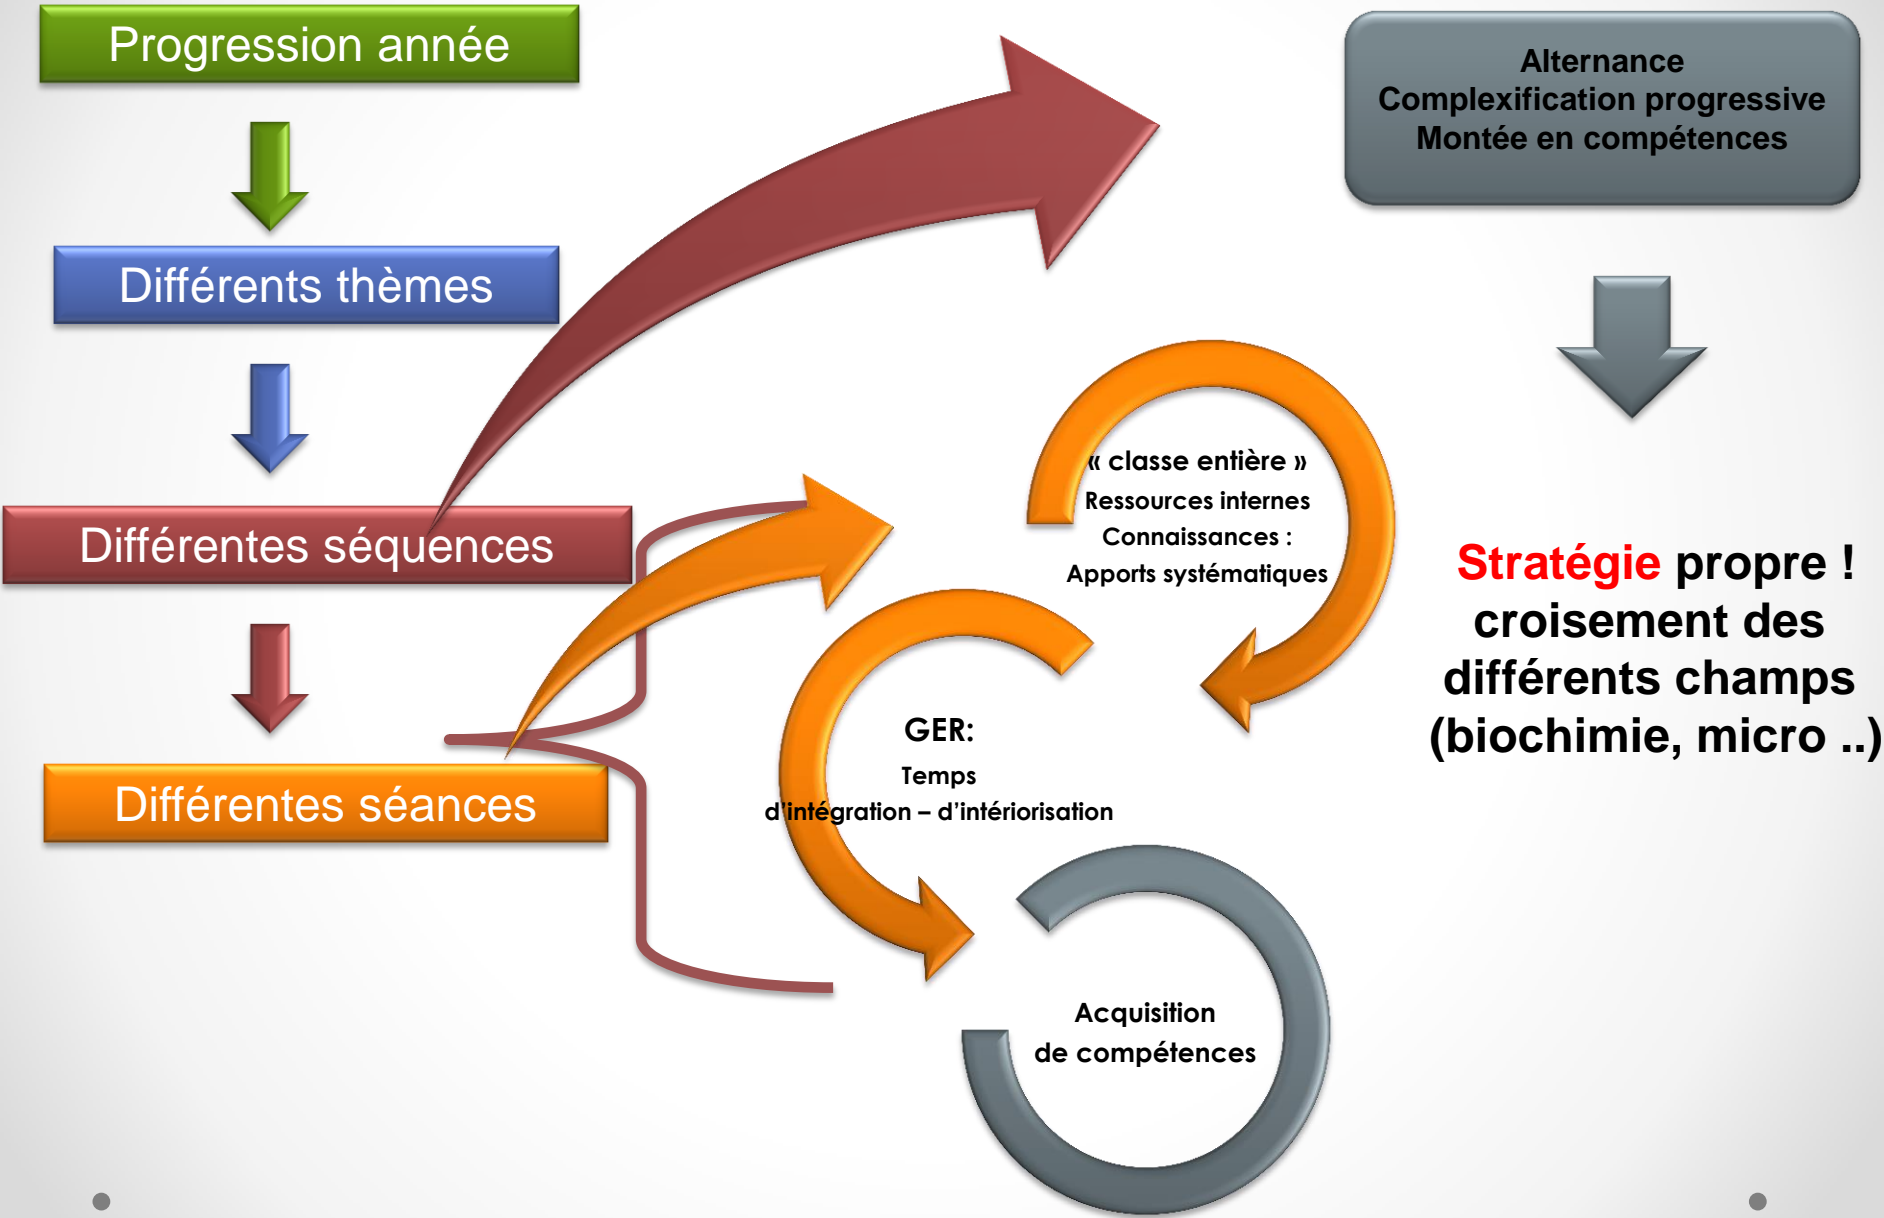 Progression année
Différents thèmes
Différentes séquences
Différentes séances
Alternance
Complexification progressive
Montée en compétences
« classe entière »
Ressources internes
Connaissances :
Apports systématiques
GER:
Temps
d'intégration – d'intériorisation
Acquisition
de compétences
Stratégie propre !
croisement des
différents champs
(biochimie, micro ..)